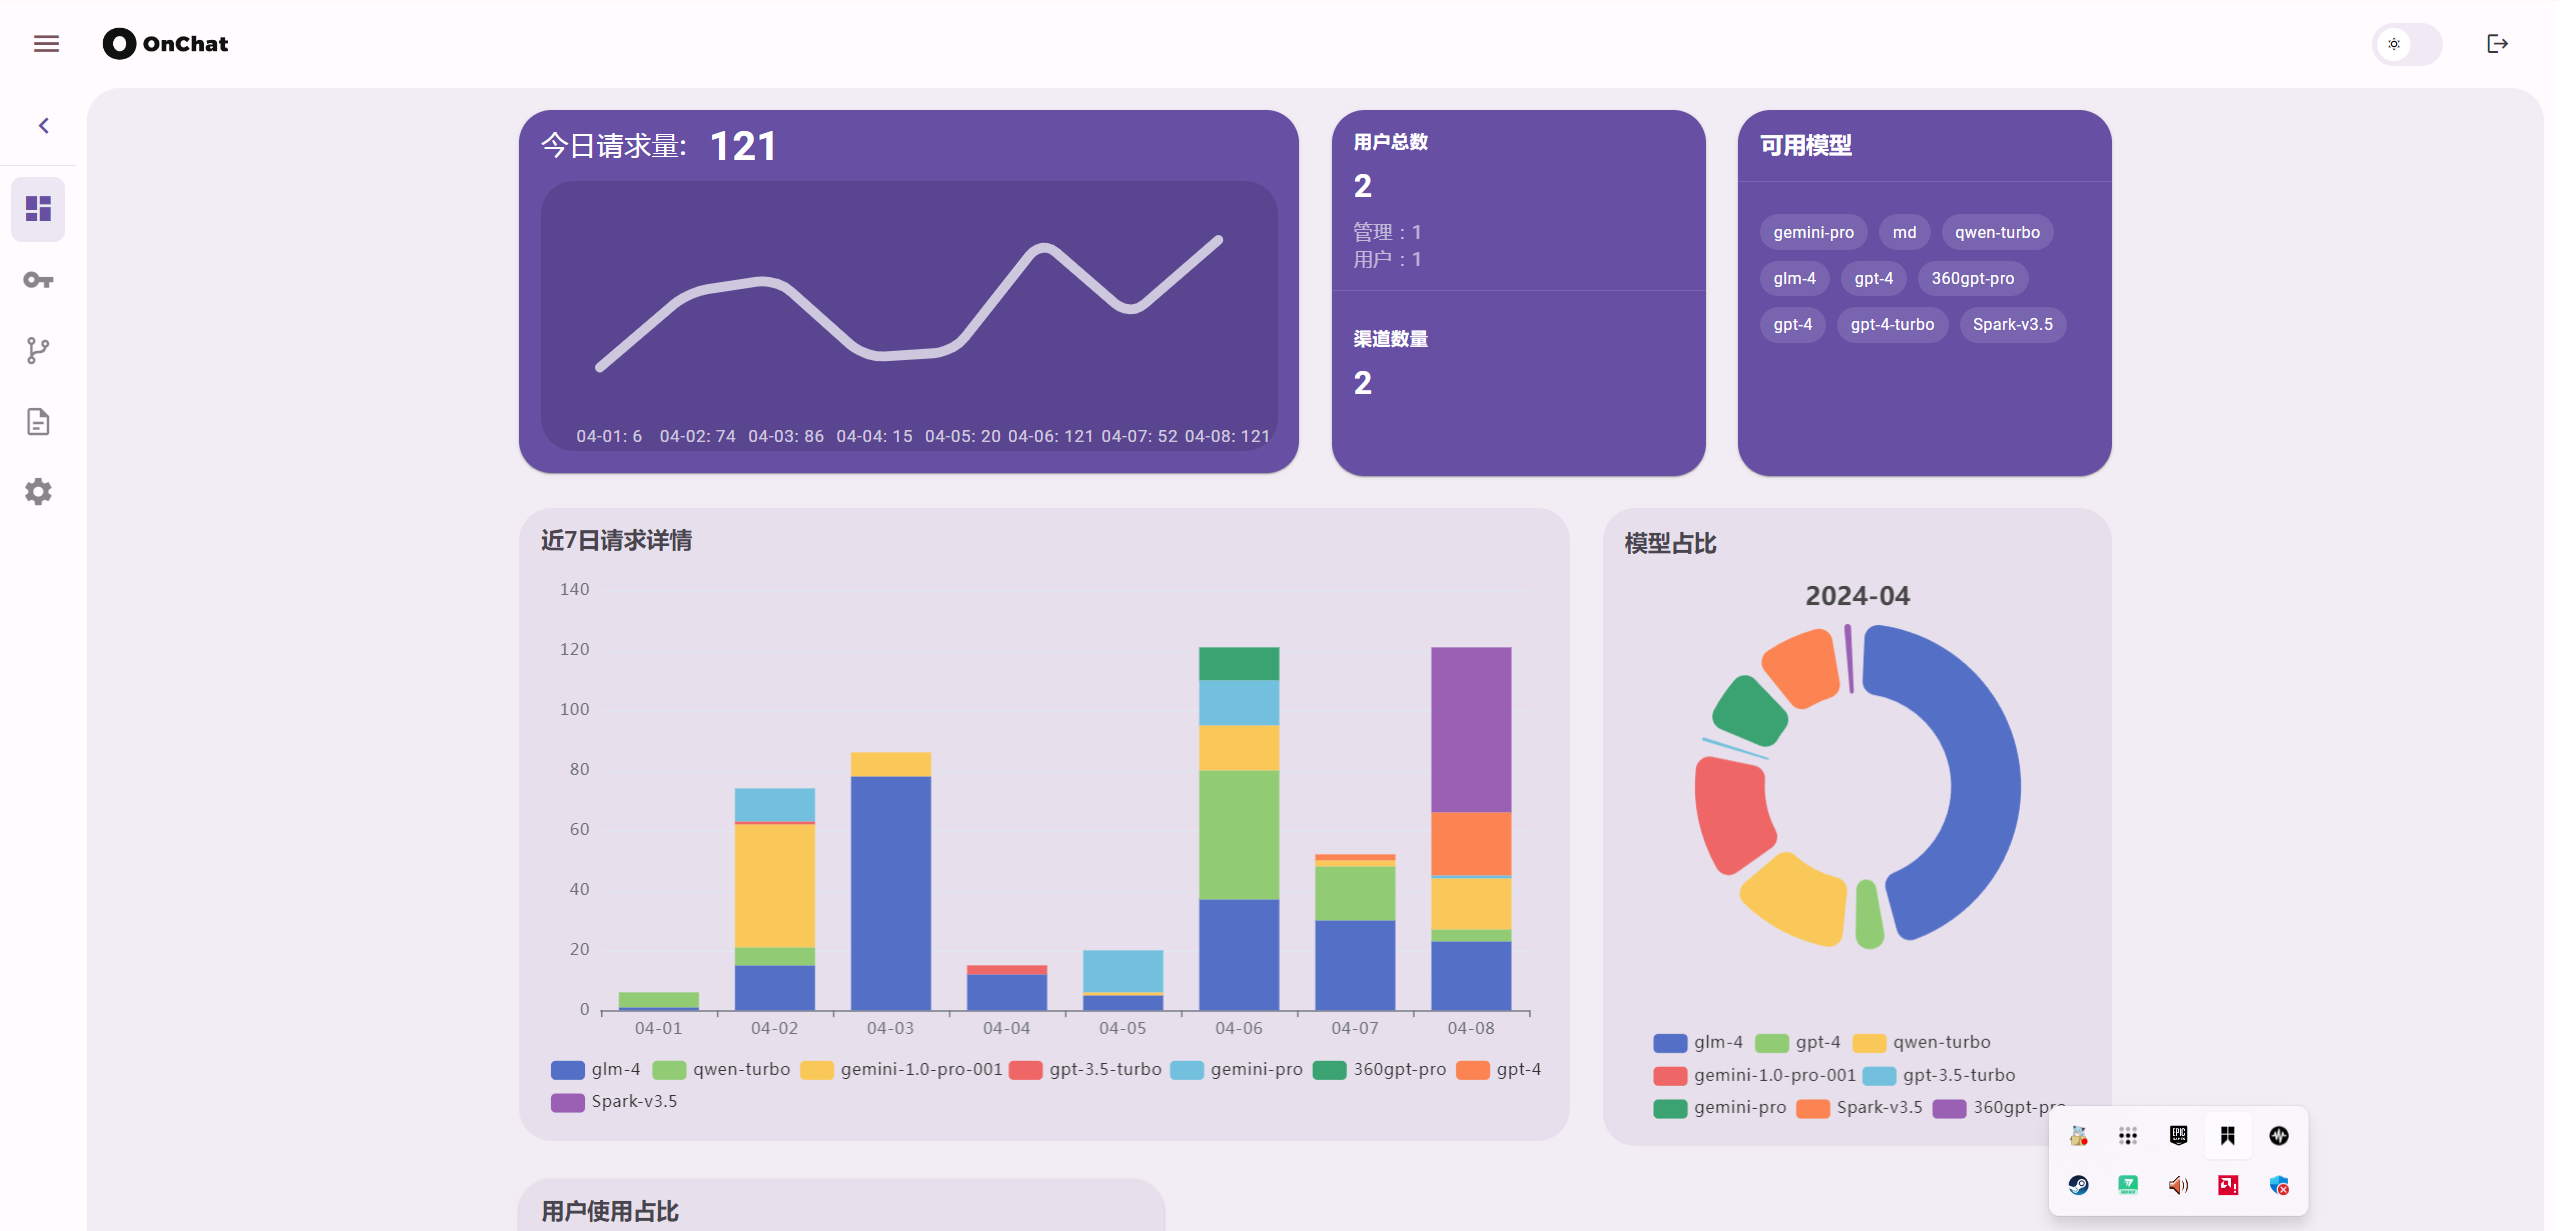 OnChat
今日请求量: 121
04-01: 6 04-02: 74 04-03: 86 04-04: 15 04-05: 20 04-06: 121 04-07: 52 04-08: 121
用户总数
2
管理：1
用户：1
渠道数量
2
可用模型
gemini-pro md qwen-turbo
glm-4 gpt-4 360gpt-pro
gpt-4 gpt-4-turbo Spark-v3.5
近7日请求详情
140
120
100
80
60
40
20
0
04-01 04-02 04-03 04-04 04-05 04-06 04-07 04-08
glm-4 qwen-turbo gemini-1.0-pro-001 gpt-3.5-turbo gemini-pro 360gpt-pro gpt-4
Spark-v3.5
模型占比
2024-04
glm-4 gpt-4 qwen-turbo
gemini-1.0-pro-001 gpt-3.5-turbo
gemini-pro Spark-v3.5 360gpt-pro
EPIC
用户使用占比